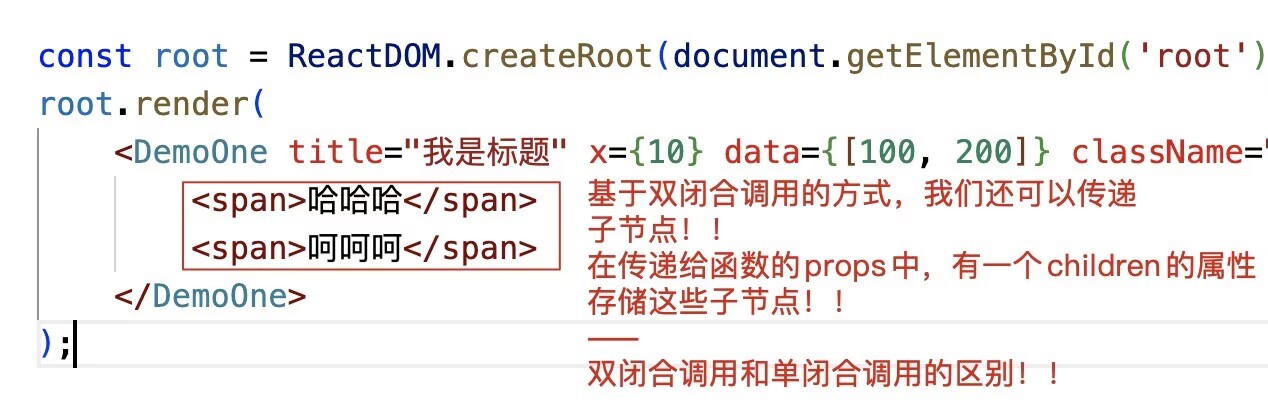 const root = ReactDOM.createRoot(document.getElementById('root')
root.render(
<DemoOne title="我是标题" x={10} data={[100, 200]} className="
<span>哈哈哈</span>
<span>呵呵呵</span>
</DemoOne>
);
基于双闭合调用的方式，我们还可以传递
子节点！！
在传递给函数的props中，有一个children的属性
存储这些子节点！！
——
双闭合调用和单闭合调用的区别！！